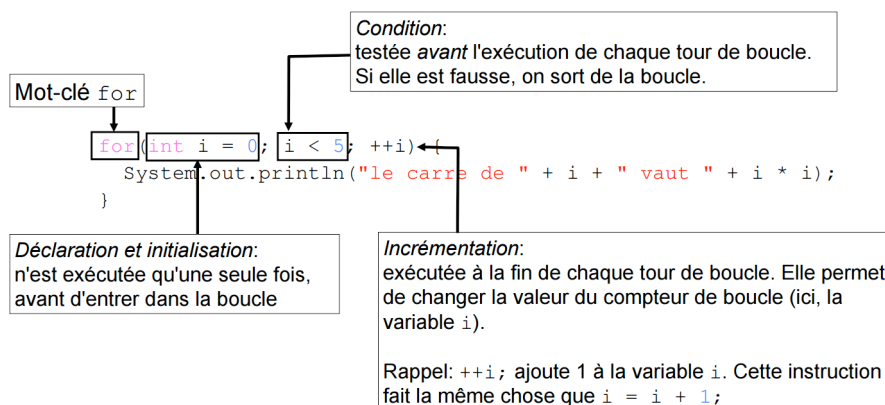 Condition:
testée avant l'exécution de chaque tour de boucle.
Si elle est fausse, on sort de la boucle.
Mot-clé for
for(int i = 0; i < 5; ++i) {
System.out.println("le carre de " + i + " vaut " + i * i);
}
Déclaration et initialisation:
n'est exécutée qu'une seule fois,
avant d'entrer dans la boucle
Incrémentation:
exécutée à la fin de chaque tour de boucle. Elle permet
de changer la valeur du compteur de boucle (ici, la
variable i).
Rappel: ++i; ajoute 1 à la variable i. Cette instruction
fait la même chose que i = i + 1;